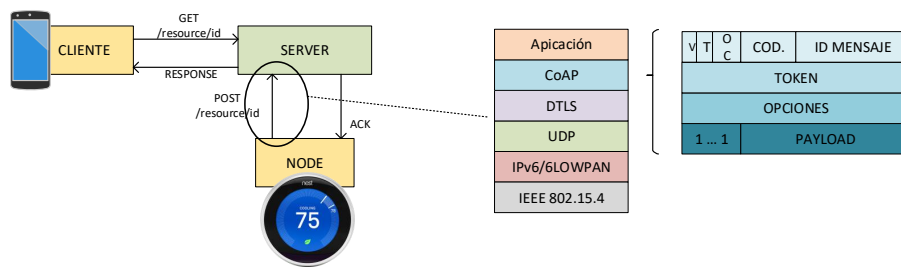 GET
/resource/id
CLIENTE
SERVER
RESPONSE
POST
/resource/id
ACK
NODE
nest
COOLING
75
Apicación
CoAP
DTLS
UDP
IPv6/6LOWPAN
IEEE 802.15.4
V T O C COD. ID MENSAJE
TOKEN
OPCIONES
1 ... 1 PAYLOAD